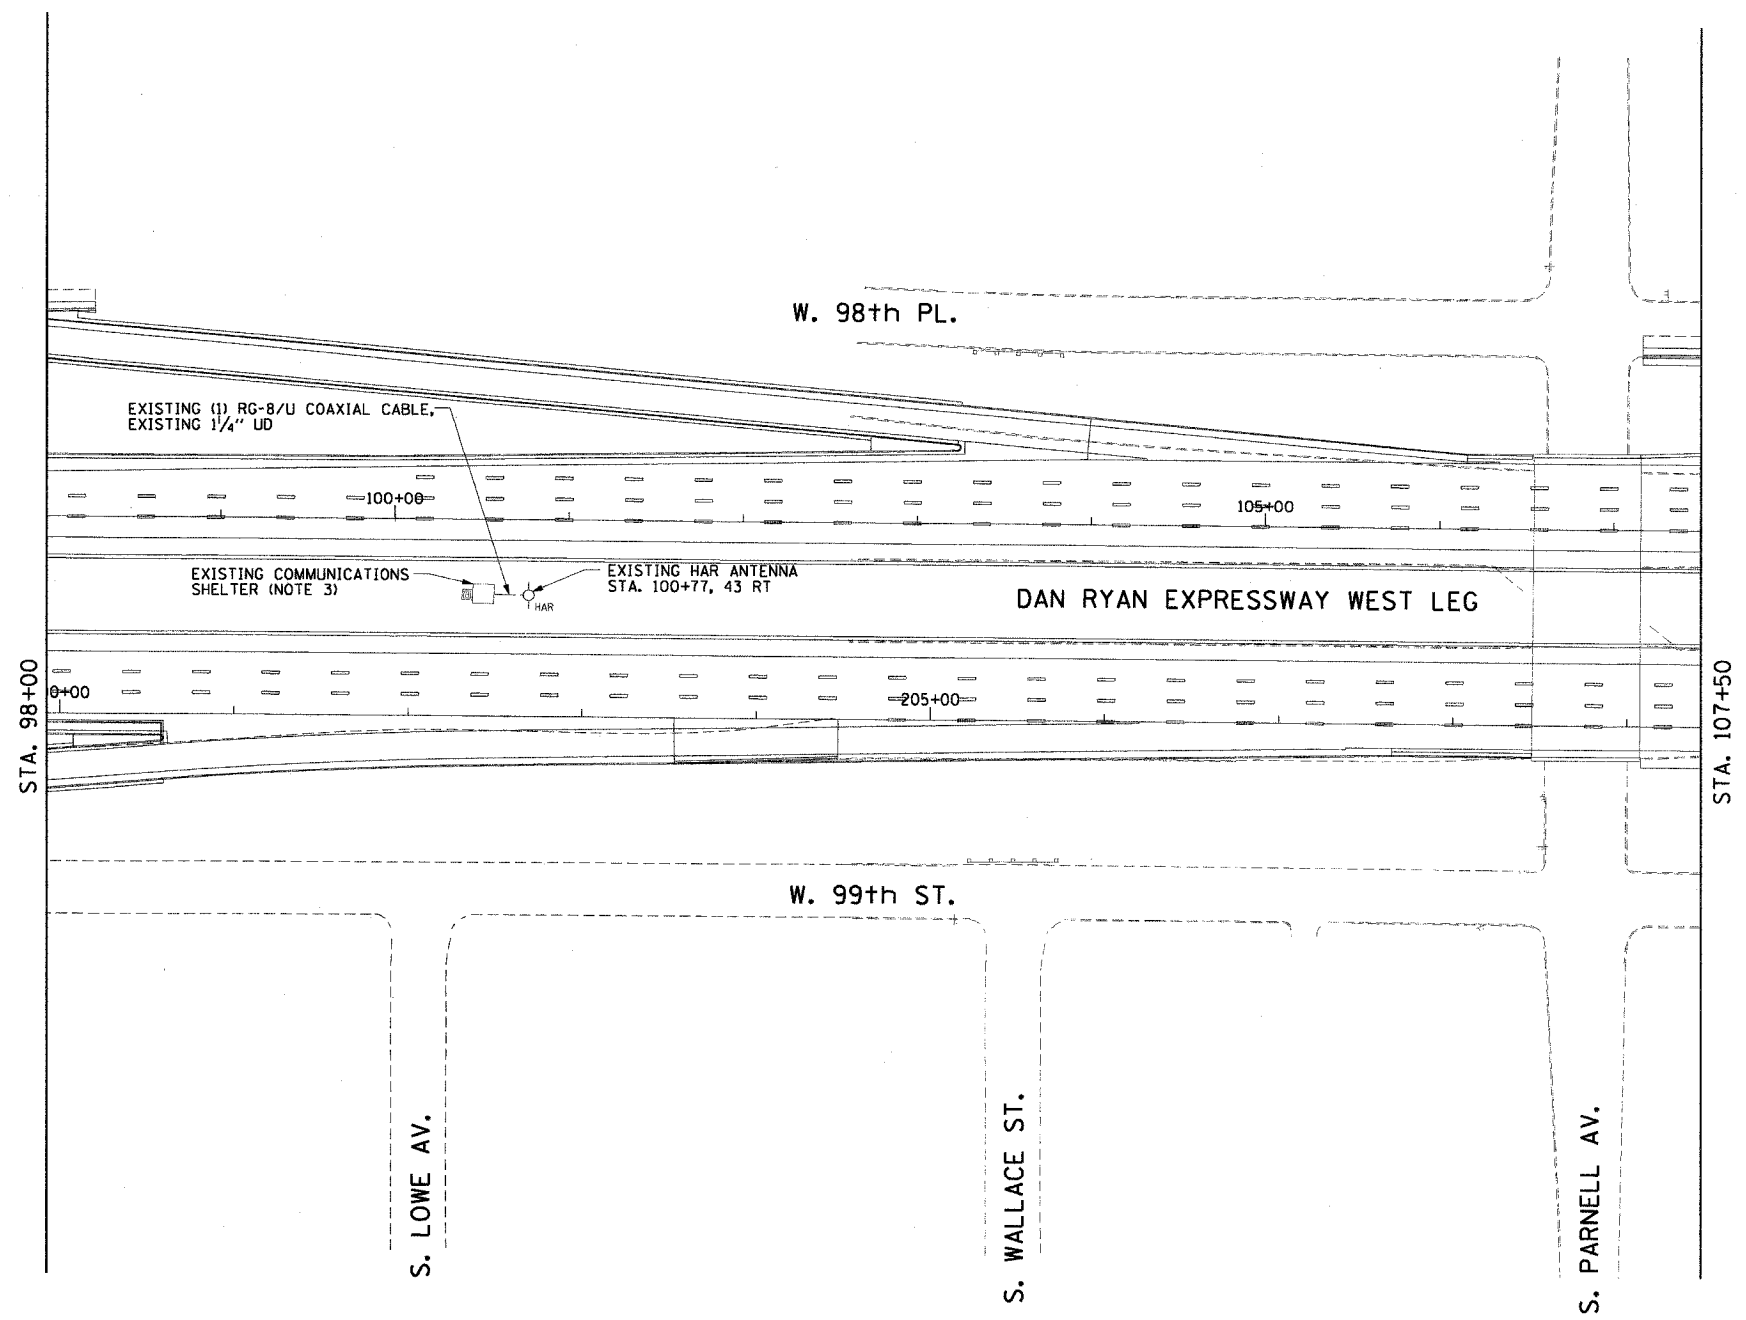 W. 98th PL.
EXISTING (1) RG-8/U COAXIAL CABLE,
EXISTING 1 1/4" UD
100+00
105+00
EXISTING COMMUNICATIONS
SHELTER (NOTE 3)
EXISTING HAR ANTENNA
STA. 100+77, 43 RT
HAR
DAN RYAN EXPRESSWAY WEST LEG
STA. 98+00
0+00
205+00
STA. 107+50
W. 99th ST.
S. LOWE AV.
S. WALLACE ST.
S. PARNELL AV.